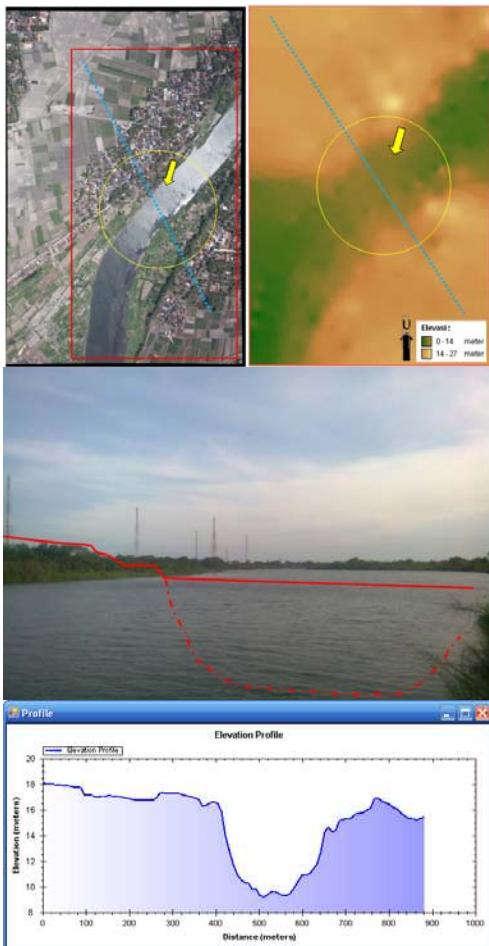 U
Elevasi :
0 - 14 meter
14 - 27 meter
Profile
Elevation Profile
Elevation Profile
Elevation (meters)
20
18
16
14
12
10
8
0 100 200 300 400 500 600 700 800 900 1000
Distance (meters)